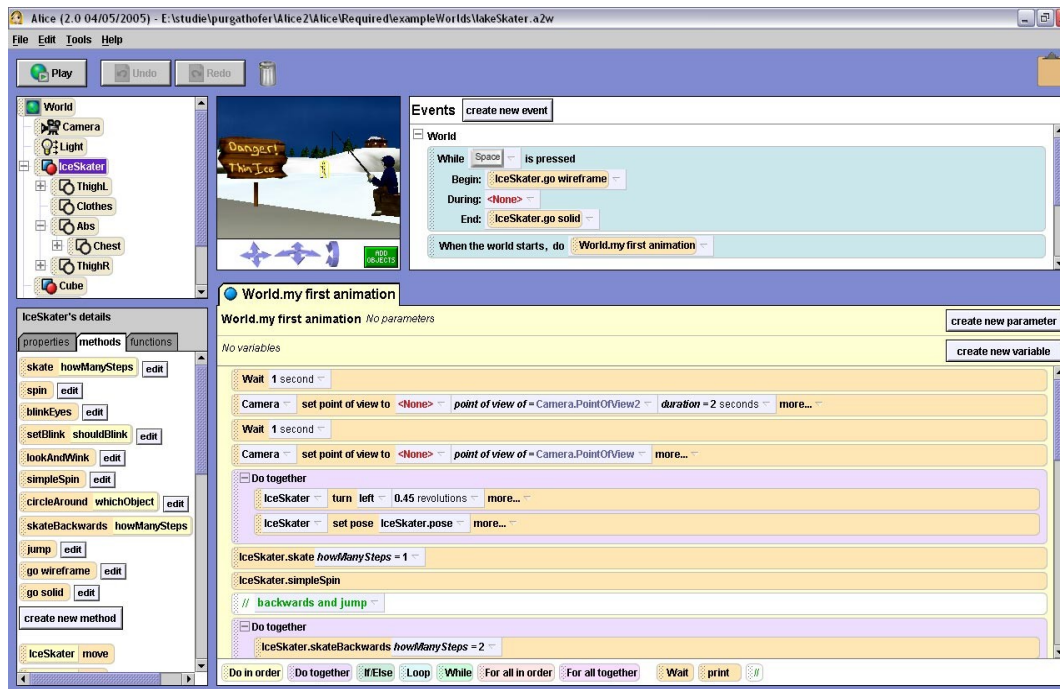 Alice (2.0 04/05/2005) - E:\studie\purgathofer\Alice2\Alice\Required\exampleWorlds\lakeSkater.a2w
File Edit Tools Help
Play Undo Redo
World
Camera
Light
IceSkater
ThighL
Clothes
Abs
Chest
ThighR
Cube
Danger!
Thin Ice
ADD
OBJECTS
Events create new event
World
While Space is pressed
Begin: IceSkater.go wireframe
During: <None>
End: IceSkater.go solid
When the world starts, do World.my first animation
IceSkater's details
properties methods functions
skate howManySteps edit
spin edit
blinkEyes edit
setBlink shouldBlink edit
lookAndWink edit
simpleSpin edit
circleAround whichObject edit
skateBackwards howManySteps
jump edit
go wireframe edit
go solid edit
create new method
IceSkater move
World.my first animation
World.my first animation No parameters
create new parameter
No variables
create new variable
Wait 1 second
Camera set point of view to <None> point of view of = Camera.PointOfView2 duration = 2 seconds more...
Wait 1 second
Camera set point of view to <None> point of view of = Camera.PointOfView more...
Do together
IceSkater turn left 0.45 revolutions more...
IceSkater set pose IceSkater.pose more...
IceSkater.skate howManySteps = 1
IceSkater.simpleSpin
// backwards and jump
Do together
IceSkater.skateBackwards howManySteps = 2
Do in order Do together If/Else Loop While For all in order For all together Wait print //